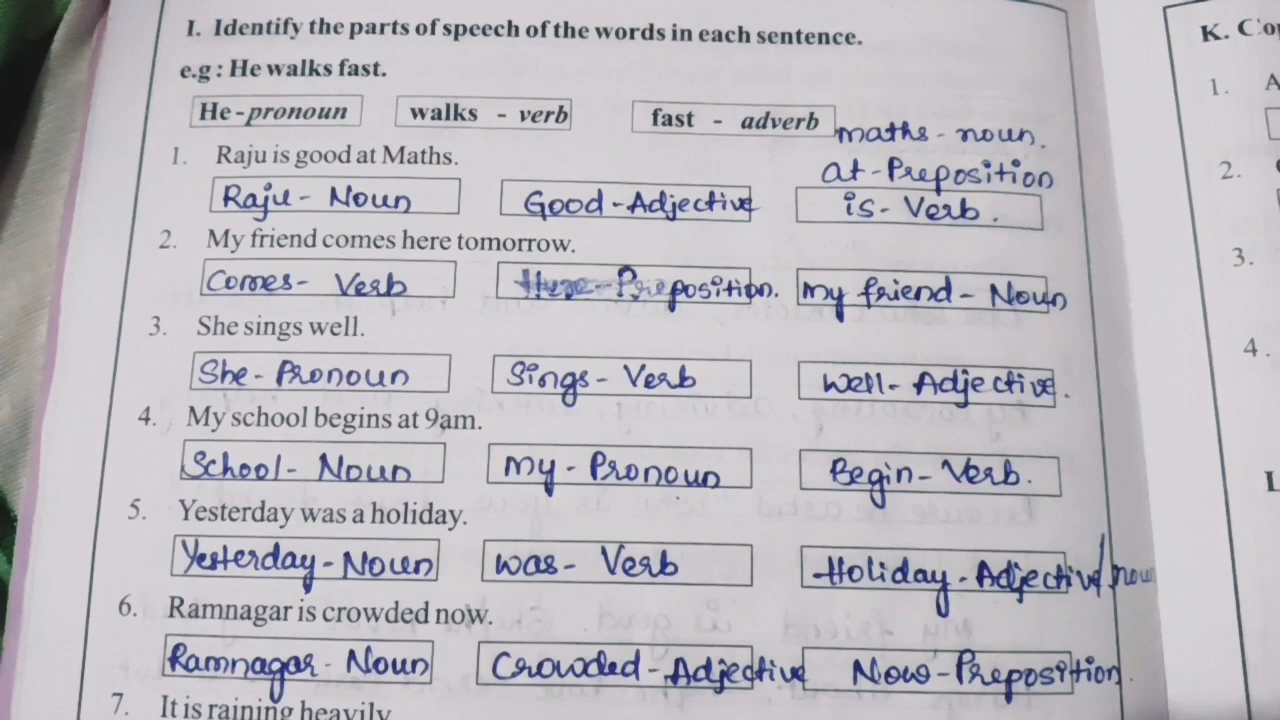 I. Identify the parts of speech of the words in each sentence.
e.g : He walks fast.
He - pronoun walks - verb fast - adverb
maths - noun.
1. Raju is good at Maths.
at - Preposition
Raju - Noun Good - Adjective is - Verb.
2. My friend comes here tomorrow.
Comes - Verb Here - Preposition. my friend - Noun
3. She sings well.
She - Pronoun Sings - Verb Well - Adjective.
4. My school begins at 9am.
School - Noun my - Pronoun Begin - Verb.
5. Yesterday was a holiday.
Yesterday - Noun was - Verb Holiday - Adjective/noun
6. Ramnagar is crowded now.
Ramnagar - Noun Crowded - Adjective Now - Preposition.
7. It is raining heavily
K.
1. A
2.
3.
4.
L